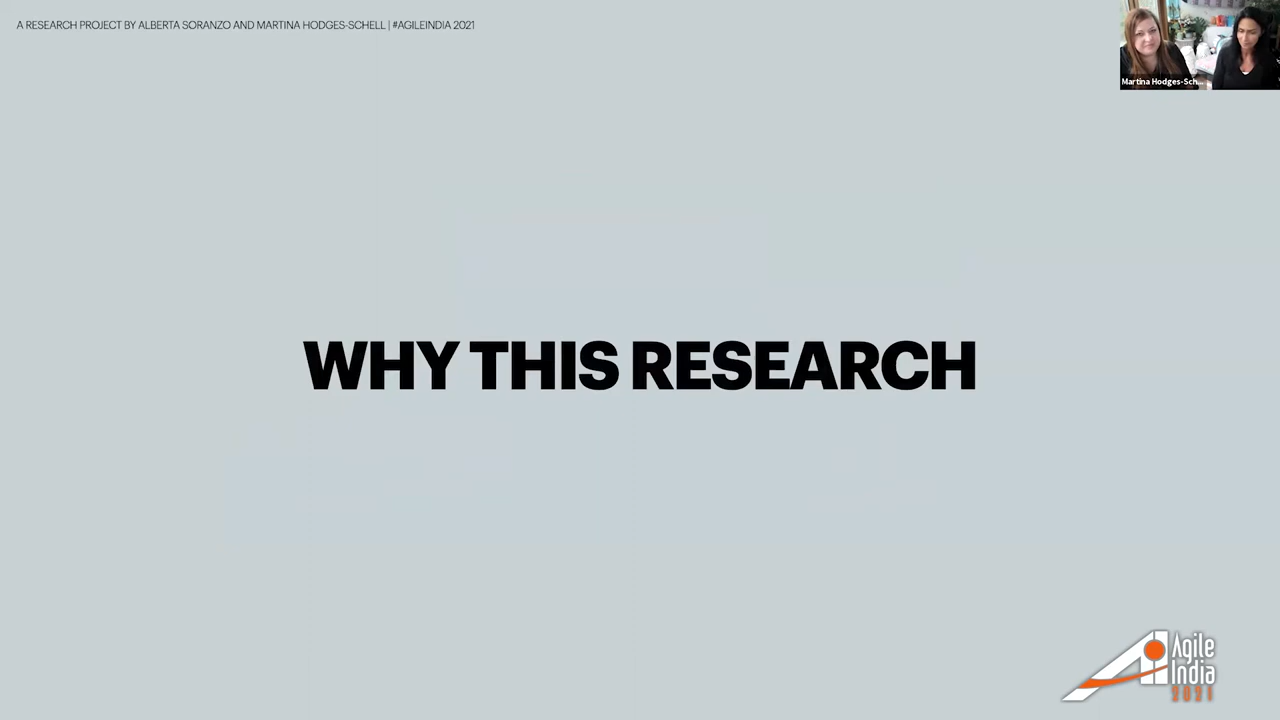 A RESEARCH PROJECT BY ALBERTA SORANZO AND MARTINA HODGES-SCHELL | #AGILEINDIA 2021
Martina Hodges-Sch...
WHY THIS RESEARCH
Agile
India
2021